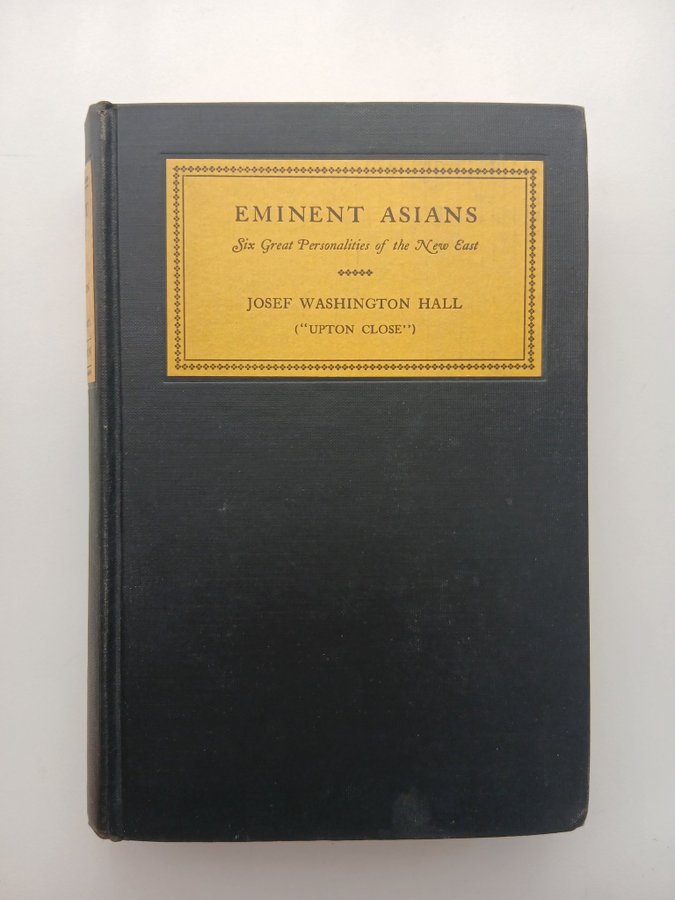 EMINENT ASIANS
Six Great Personalities of the New East
JOSEF WASHINGTON HALL
("UPTON CLOSE")